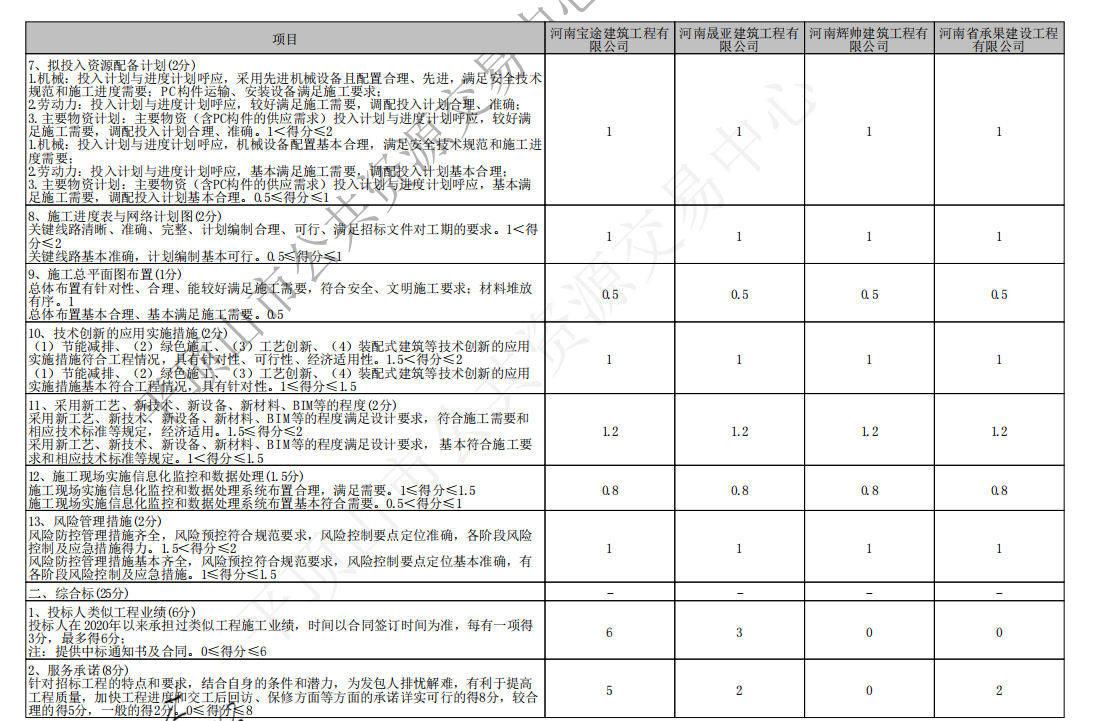 项目
河南宝途建筑工程有
限公司
河南晟亚建筑工程有
限公司
河南辉帅建筑工程有
限公司
河南省承果建设工程
有限公司
7、拟投入资源配备计划(2分)
1.机械：投入计划与进度计划呼应，采用先进机械设备且配置合理、先进，满足安全技术
规范和施工进度需要；PC构件运输、安装设备满足施工要求；
2.劳动力：投入计划与进度计划呼应，较好满足施工需要，调配投入计划合理、准确；
3.主要物资计划：主要物资（含PC构件的供应需求）投入计划与进度计划呼应，较好满
足施工需要，调配投入计划合理、准确。1＜得分≤2
1.机械：投入计划与进度计划呼应，机械设备配置基本合理，满足安全技术规范和施工进
度需要；
2.劳动力：投入计划与进度计划呼应，基本满足施工需要，调配投入计划基本合理；
3.主要物资计划：主要物资（含PC构件的供应需求）投入计划与进度计划呼应，基本满
足施工需要，调配投入计划基本合理。0.5≤得分≤1
1 1 1 1
8、施工进度表与网络计划图(2分)
关键线路清晰、准确、完整、计划编制合理、可行、满足招标文件对工期的要求。1＜得
分≤2
关键线路基本准确，计划编制基本可行。0.5≤得分≤1
1 1 1 1
9、施工总平面图布置(1分)
总体布置有针对性、合理、能较好满足施工需要，符合安全、文明施工要求；材料堆放
有序。1
总体布置基本合理、基本满足施工需要。0.5
0.5 0.5 0.5 0.5
10、技术创新的应用实施措施(2分)
（1）节能减排、（2）绿色施工、（3）工艺创新、（4）装配式建筑等技术创新的应用
实施措施符合工程情况，具有针对性、可行性、经济适用性。1.5＜得分≤2
（1）节能减排、（2）绿色施工、（3）工艺创新、（4）装配式建筑等技术创新的应用
实施措施基本符合工程情况，具有针对性。1≤得分≤1.5
1 1 1 1
11、采用新工艺、新技术、新设备、新材料、BIM等的程度(2分)
采用新工艺、新技术、新设备、新材料、BIM等的程度满足设计要求，符合施工需要和
相应技术标准等规定，经济适用。1.5≤得分≤2
采用新工艺、新技术、新设备、新材料、BIM等的程度满足设计要求，基本符合施工要
求和相应技术标准等规定。1＜得分≤1.5
1.2 1.2 1.2 1.2
12、施工现场实施信息化监控和数据处理(1.5分)
施工现场实施信息化监控和数据处理系统布置合理，满足需要。1≤得分≤1.5
施工现场实施信息化监控和数据处理系统布置基本符合需要。0.5＜得分≤1
0.8 0.8 0.8 0.8
13、风险管理措施(2分)
风险防控管理措施齐全，风险预控符合规范要求，风险控制要点定位准确，各阶段风险
控制及应急措施得力。1.5＜得分≤2
风险防控管理措施基本齐全，风险预控符合规范要求，风险控制要点定位基本准确，有
各阶段风险控制及应急措施。1≤得分≤1.5
1 1 1 1
二、综合标(25分)
- - - -
1、投标人类似工程业绩(6分)
投标人在2020年以来承担过类似工程施工业绩，时间以合同签订时间为准，每有一项得
3分，最多得6分；
注：提供中标通知书及合同。0≤得分≤6
6 3 0 0
2、服务承诺(8分)
针对招标工程的特点和要求，结合自身的条件和潜力，为发包人排忧解难，有利于提高
工程质量，加快工程进度和交工后回访、保修方面等方面的承诺详实可行的得8分，较合
理的得5分，一般的得2分。0≤得分≤8
5 2 0 2
平顶山市公共资源交易中心
平顶山市公共资源交易中心